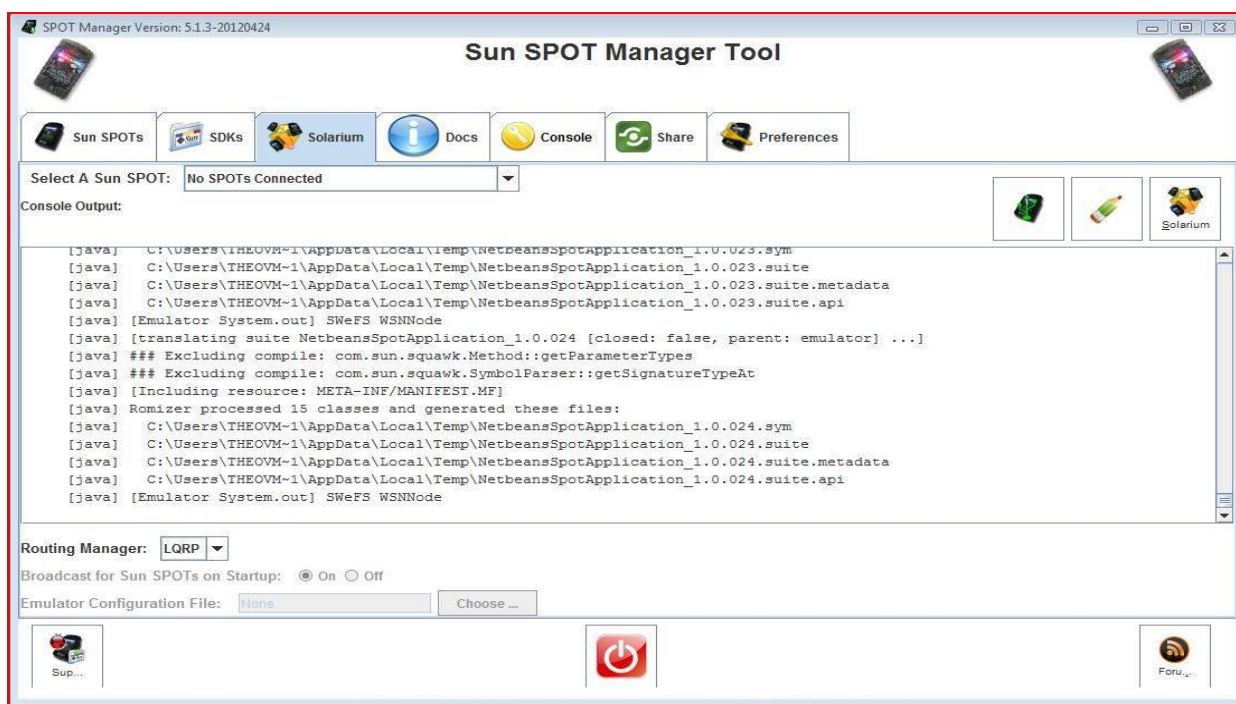 SPOT Manager Version: 5.1.3-20120424
Sun SPOT Manager Tool
Sun SPOTs SDKs Solarium Docs Console Share Preferences
Select A Sun SPOT: No SPOTs Connected
Console Output:
Solarium
[java] C:\Users\THEOVM~1\AppData\Local\Temp\NetbeansSpotApplication_1.0.023.sym
[java] C:\Users\THEOVM~1\AppData\Local\Temp\NetbeansSpotApplication_1.0.023.suite
[java] C:\Users\THEOVM~1\AppData\Local\Temp\NetbeansSpotApplication_1.0.023.suite.metadata
[java] C:\Users\THEOVM~1\AppData\Local\Temp\NetbeansSpotApplication_1.0.023.suite.api
[java] [Emulator System.out] SWeFS WSNNode
[java] [translating suite NetbeansSpotApplication_1.0.024 [closed: false, parent: emulator] ...]
[java] ### Excluding compile: com.sun.squawk.Method::getParameterTypes
[java] ### Excluding compile: com.sun.squawk.SymbolParser::getSignatureTypeAt
[java] [Including resource: META-INF/MANIFEST.MF]
[java] Romizer processed 15 classes and generated these files:
[java] C:\Users\THEOVM~1\AppData\Local\Temp\NetbeansSpotApplication_1.0.024.sym
[java] C:\Users\THEOVM~1\AppData\Local\Temp\NetbeansSpotApplication_1.0.024.suite
[java] C:\Users\THEOVM~1\AppData\Local\Temp\NetbeansSpotApplication_1.0.024.suite.metadata
[java] C:\Users\THEOVM~1\AppData\Local\Temp\NetbeansSpotApplication_1.0.024.suite.api
[java] [Emulator System.out] SWeFS WSNNode
Routing Manager: LQRP
Broadcast for Sun SPOTs on Startup: On Off
Emulator Configuration File: None Choose ...
Sup... Foru...